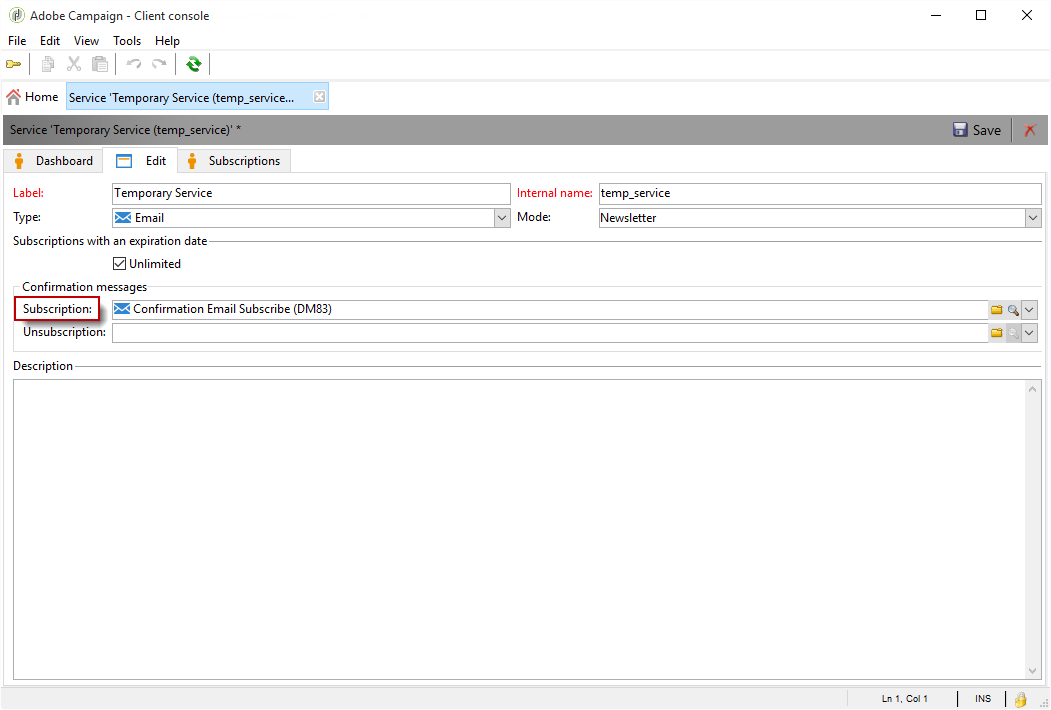 Adobe Campaign - Client console
File Edit View Tools Help
Home Service 'Temporary Service (temp_service...
Service 'Temporary Service (temp_service)' * Save
Dashboard Edit Subscriptions
Label: Temporary Service Internal name: temp_service
Type: Email Mode: Newsletter
Subscriptions with an expiration date
Unlimited
Confirmation messages
Subscription: Confirmation Email Subscribe (DM83)
Unsubscription:
Description
Ln 1, Col 1 INS